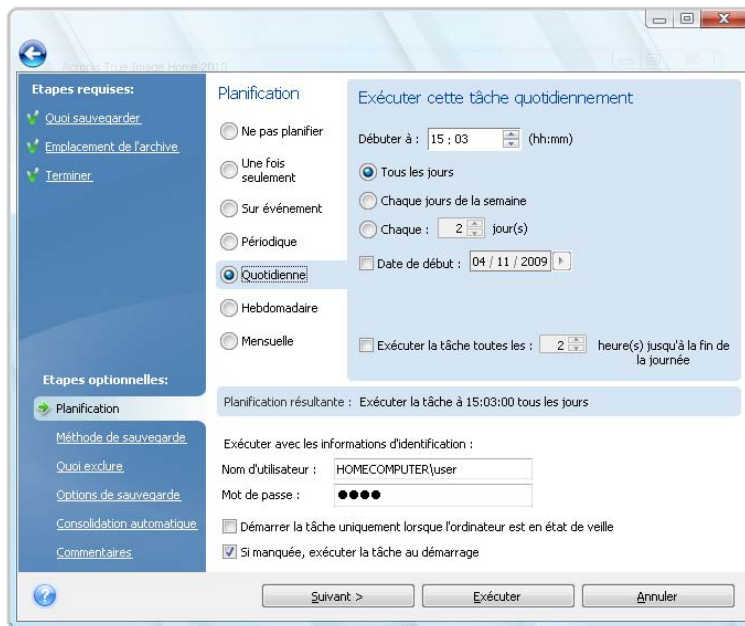 Acronis True Image Home 2010
Etapes requises:
Quoi sauvegarder
Emplacement de l'archive
Terminer
Etapes optionnelles:
Planification
Méthode de sauvegarde
Quoi exclure
Options de sauvegarde
Consolidation automatique
Commentaires
Planification
Ne pas planifier
Une fois
seulement
Sur événement
Périodique
Quotidienne
Hebdomadaire
Mensuelle
Exécuter cette tâche quotidiennement
Débuter à : 15 : 03 (hh:mm)
Tous les jours
Chaque jours de la semaine
Chaque : 2 jour(s)
Date de début : 04 / 11 / 2009
Exécuter la tâche toutes les : 2 heure(s) jusqu'à la fin de
la journée
Planification résultante : Exécuter la tâche à 15:03:00 tous les jours
Exécuter avec les informations d'identification :
Nom d'utilisateur : HOMECOMPUTER\user
Mot de passe : ●●●●
Démarrer la tâche uniquement lorsque l'ordinateur est en état de veille
Si manquée, exécuter la tâche au démarrage
Suivant >
Exécuter
Annuler